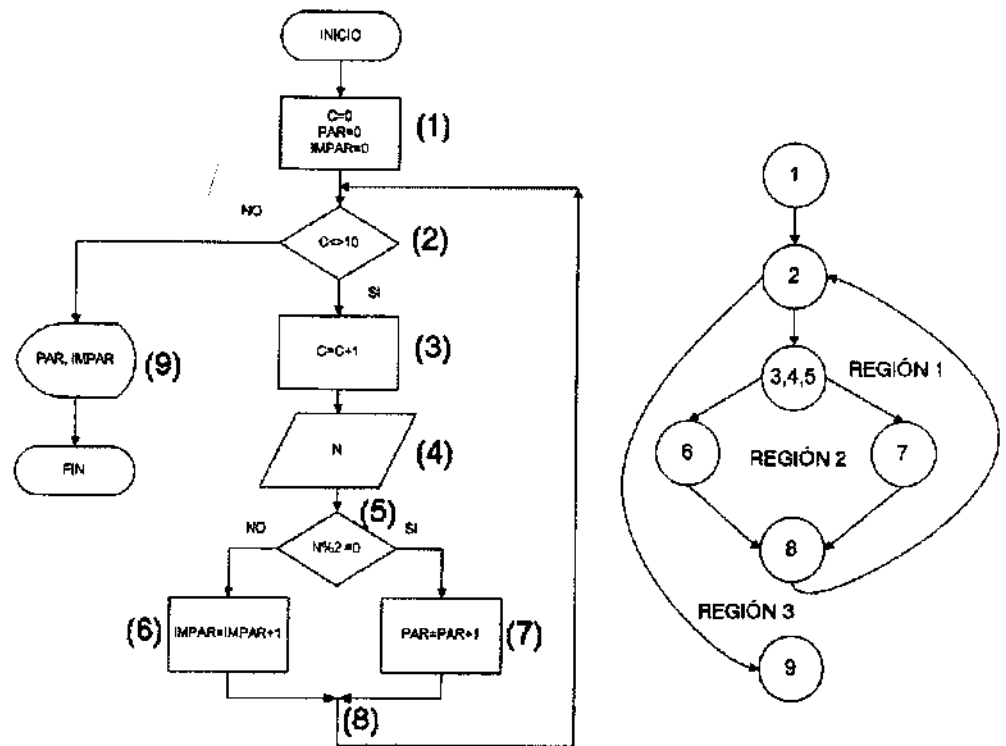 INICIO
C=0
PAR=0
IMPAR=0
(1)
NO
C<>10
(2)
SI
PAR, IMPAR
(9)
C=C+1
(3)
FIN
N
(4)
(5)
NO
N%2=0
SI
(6)
IMPAR=IMPAR+1
PAR=PAR+1
(7)
(8)
1
2
3,4,5
REGIÓN 1
6
REGIÓN 2
7
8
REGIÓN 3
9